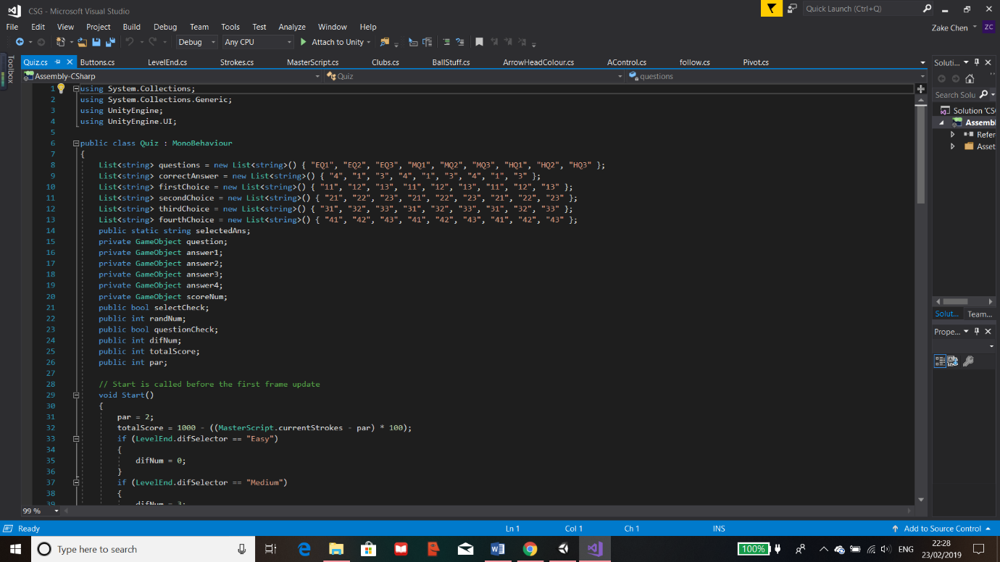 CSG - Microsoft Visual Studio
Quick Launch (Ctrl+Q)
File Edit View Project Build Debug Team Tools Test Analyze Window Help
Zake Chen ZC
Debug Any CPU Attach to Unity
Toolbox
Quiz.cs Buttons.cs LevelEnd.cs Strokes.cs MasterScript.cs Clubs.cs BallStuff.cs ArrowHeadColour.cs AControl.cs follow.cs Pivot.cs
Assembly-CSharp Quiz questions
1 using System.Collections;
2 using System.Collections.Generic;
3 using UnityEngine;
4 using UnityEngine.UI;
5
6 public class Quiz : MonoBehaviour
7 {
8 List<string> questions = new List<string>() { "EQ1", "EQ2", "EQ3", "MQ1", "MQ2", "MQ3", "HQ1", "HQ2", "HQ3" };
9 List<string> correctAnswer = new List<string>() { "4", "1", "3", "4", "1", "3", "4", "1", "3" };
10 List<string> firstChoice = new List<string>() { "11", "12", "13", "11", "12", "13", "11", "12", "13" };
11 List<string> secondChoice = new List<string>() { "21", "22", "23", "21", "22", "23", "21", "22", "23" };
12 List<string> thirdChoice = new List<string>() { "31", "32", "33", "31", "32", "33", "31", "32", "33" };
13 List<string> fourthChoice = new List<string>() { "41", "42", "43", "41", "42", "43", "41", "42", "43" };
14 public static string selectedAns;
15 private GameObject question;
16 private GameObject answer1;
17 private GameObject answer2;
18 private GameObject answer3;
19 private GameObject answer4;
20 private GameObject scoreNum;
21 public bool selectCheck;
22 public int randNum;
23 public bool questionCheck;
24 public int difNum;
25 public int totalScore;
26 public int par;
27
28 // Start is called before the first frame update
29 void Start()
30 {
31 par = 2;
32 totalScore = 1000 - ((MasterScript.currentStrokes - par) * 100);
33 if (LevelEnd.difSelector == "Easy")
34 {
35 difNum = 0;
36 }
37 if (LevelEnd.difSelector == "Medium")
38 {
39 difNum = 3;
99 %
Soluti...
Search Solu
Solution 'CS
Assembl
Refer
Asset
Solut... Team...
Prope...
Ready Ln 1 Col 1 Ch 1 INS Add to Source Control
Type here to search
100% ENG 22:28
23/02/2019